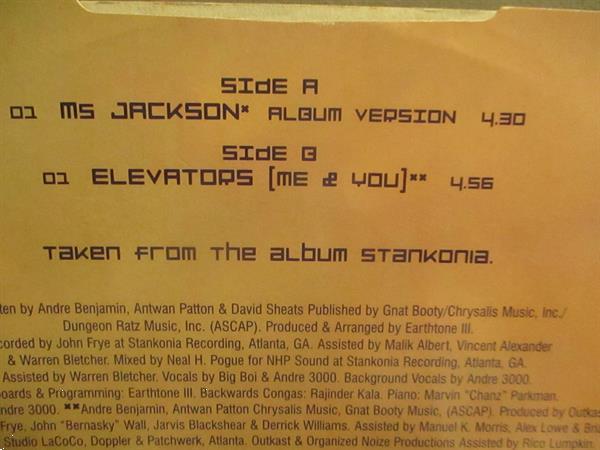 SIDE A
01 MS JACKSON* ALBUM VERSION 4.30
SIDE B
01 ELEVATORS [ME & YOU]** 4.56
TAKEN FROM THE ALBUM STANKONIA.
ten by Andre Benjamin, Antwan Patton & David Sheats Published by Gnat Booty/Chrysalis Music, Inc./
Dungeon Ratz Music, Inc. (ASCAP). Produced & Arranged by Earthtone III.
ecorded by John Frye at Stankonia Recording, Atlanta, GA. Assisted by Malik Albert, Vincent Alexander
& Warren Bletcher. Mixed by Neal H. Pogue for NHP Sound at Stankonia Recording, Atlanta, GA.
Assisted by Warren Bletcher. Vocals by Big Boi & Andre 3000. Background Vocals by Andre 3000.
boards & Programming: Earthtone III. Backwards Congas: Rajinder Kala. Piano: Marvin "Chanz" Parkman.
ndre 3000. **Andre Benjamin, Antwan Patton Chrysalis Music, Gnat Booty Music, (ASCAP). Produced by Outkas
Frye, John "Bernasky" Wall, Jarvis Blackshear & Derrick Williams. Assisted by Manuel K. Morris, Alex Lowe & Bria
Studio LaCoCo, Doppler & Patchwerk, Atlanta. Outkast & Organized Noize Productions Assisted by Rico Lumpkin.